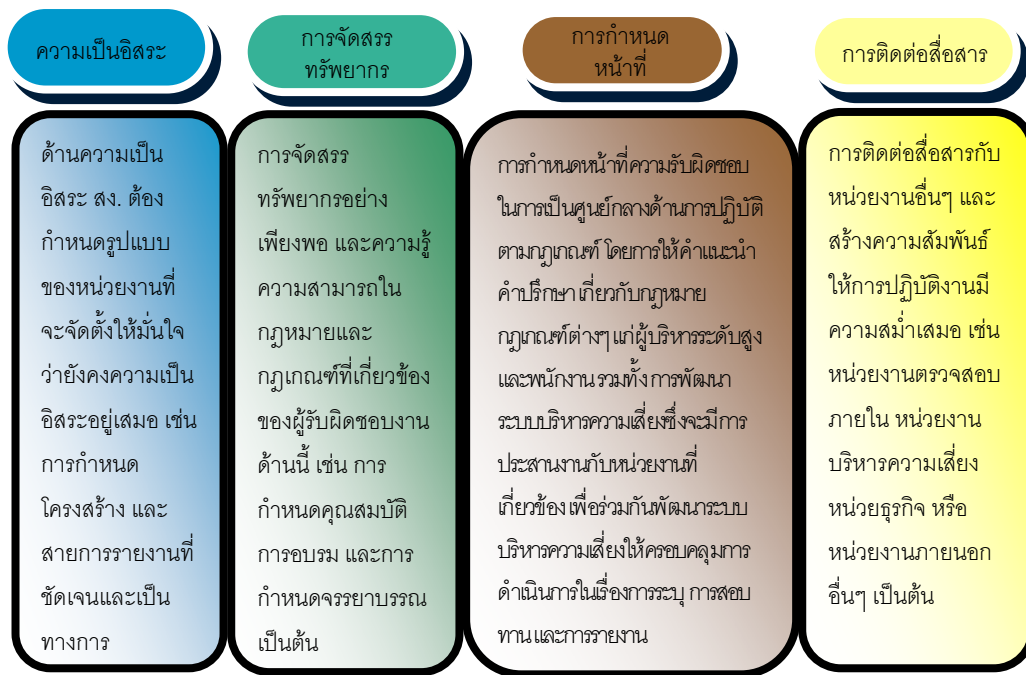 ความเป็นอิสระ
การจัดสรร
ทรัพยากร
การกำหนด
หน้าที่
การติดต่อสื่อสาร
ด้านความเป็น
อิสระ สง. ต้อง
กำหนดรูปแบบ
ของหน่วยงานที่
จะจัดตั้งให้มั่นใจ
ว่ายังคงความเป็น
อิสระอยู่เสมอ เช่น
การกำหนด
โครงสร้าง และ
สายการรายงานที่
ชัดเจนและเป็น
ทางการ
การจัดสรร
ทรัพยากรอย่าง
เพียงพอ และความรู้
ความสามารถใน
กฎหมายและ
กฎเกณฑ์ที่เกี่ยวข้อง
ของผู้รับผิดชอบงาน
ด้านนี้ เช่น การ
กำหนดคุณสมบัติ
การอบรม และการ
กำหนดจรรยาบรรณ
เป็นต้น
การกำหนดหน้าที่ความรับผิดชอบ
ในการเป็นศูนย์กลางด้านการปฏิบัติ
ตามกฎเกณฑ์ โดยการให้คำแนะนำ
คำปรึกษา เกี่ยวกับกฎหมาย
กฎเกณฑ์ต่างๆ แก่ผู้บริหารระดับสูง
และพนักงาน รวมทั้ง การพัฒนา
ระบบบริหารความเสี่ยงซึ่งจะมีการ
ประสานงานกับหน่วยงานที่
เกี่ยวข้อง เพื่อร่วมกันพัฒนาระบบ
บริหารความเสี่ยงให้ครอบคลุมการ
ดำเนินการในเรื่องการระบุ การสอบ
ทาน และการรายงาน
การติดต่อสื่อสารกับ
หน่วยงานอื่นๆ และ
สร้างความสัมพันธ์
ให้การปฏิบัติงานมี
ความสม่ำเสมอ เช่น
หน่วยงานตรวจสอบ
ภายใน หน่วยงาน
บริหารความเสี่ยง
หน่วยธุรกิจ หรือ
หน่วยงานภายนอก
อื่นๆ เป็นต้น